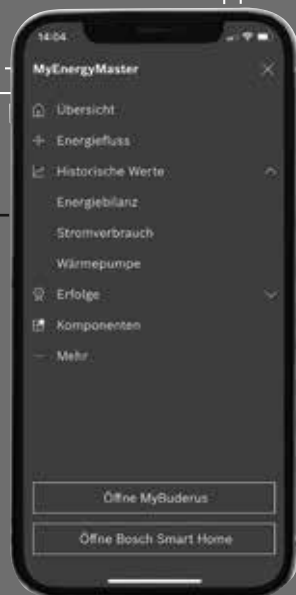 14:04
MyEnergyMaster
Übersicht
Energiefluss
Historische Werte
Energiebilanz
Stromverbrauch
Wärmepumpe
Erfolge
Komponenten
Mehr
Öffne MyBuderus
Öffne Bosch Smart Home